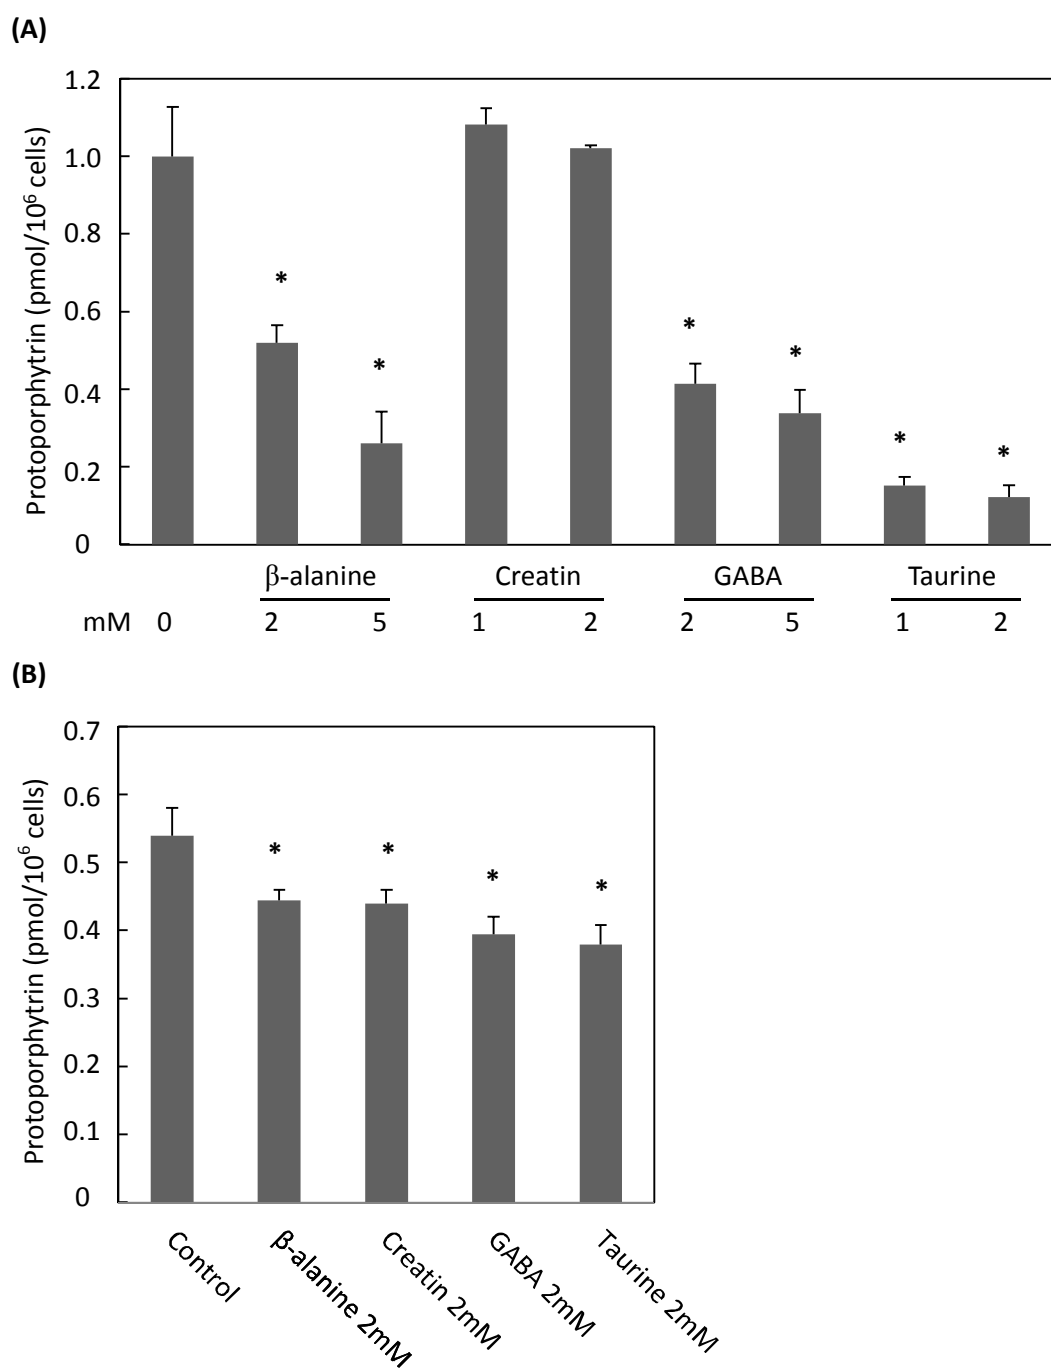 (A)
Protoporphytrin (pmol/10⁶ cells)
1.2
1.0
0.8
0.6
0.4
0.2
0
* * * * * *
β-alanine Creatin GABA Taurine
mM 0 2 5 1 2 2 5 1 2
(B)
Protoporphytrin (pmol/10⁶ cells)
0.7
0.6
0.5
0.4
0.3
0.2
0.1
0
* * * *
Control
β-alanine 2mM
Creatin 2mM
GABA 2mM
Taurine 2mM